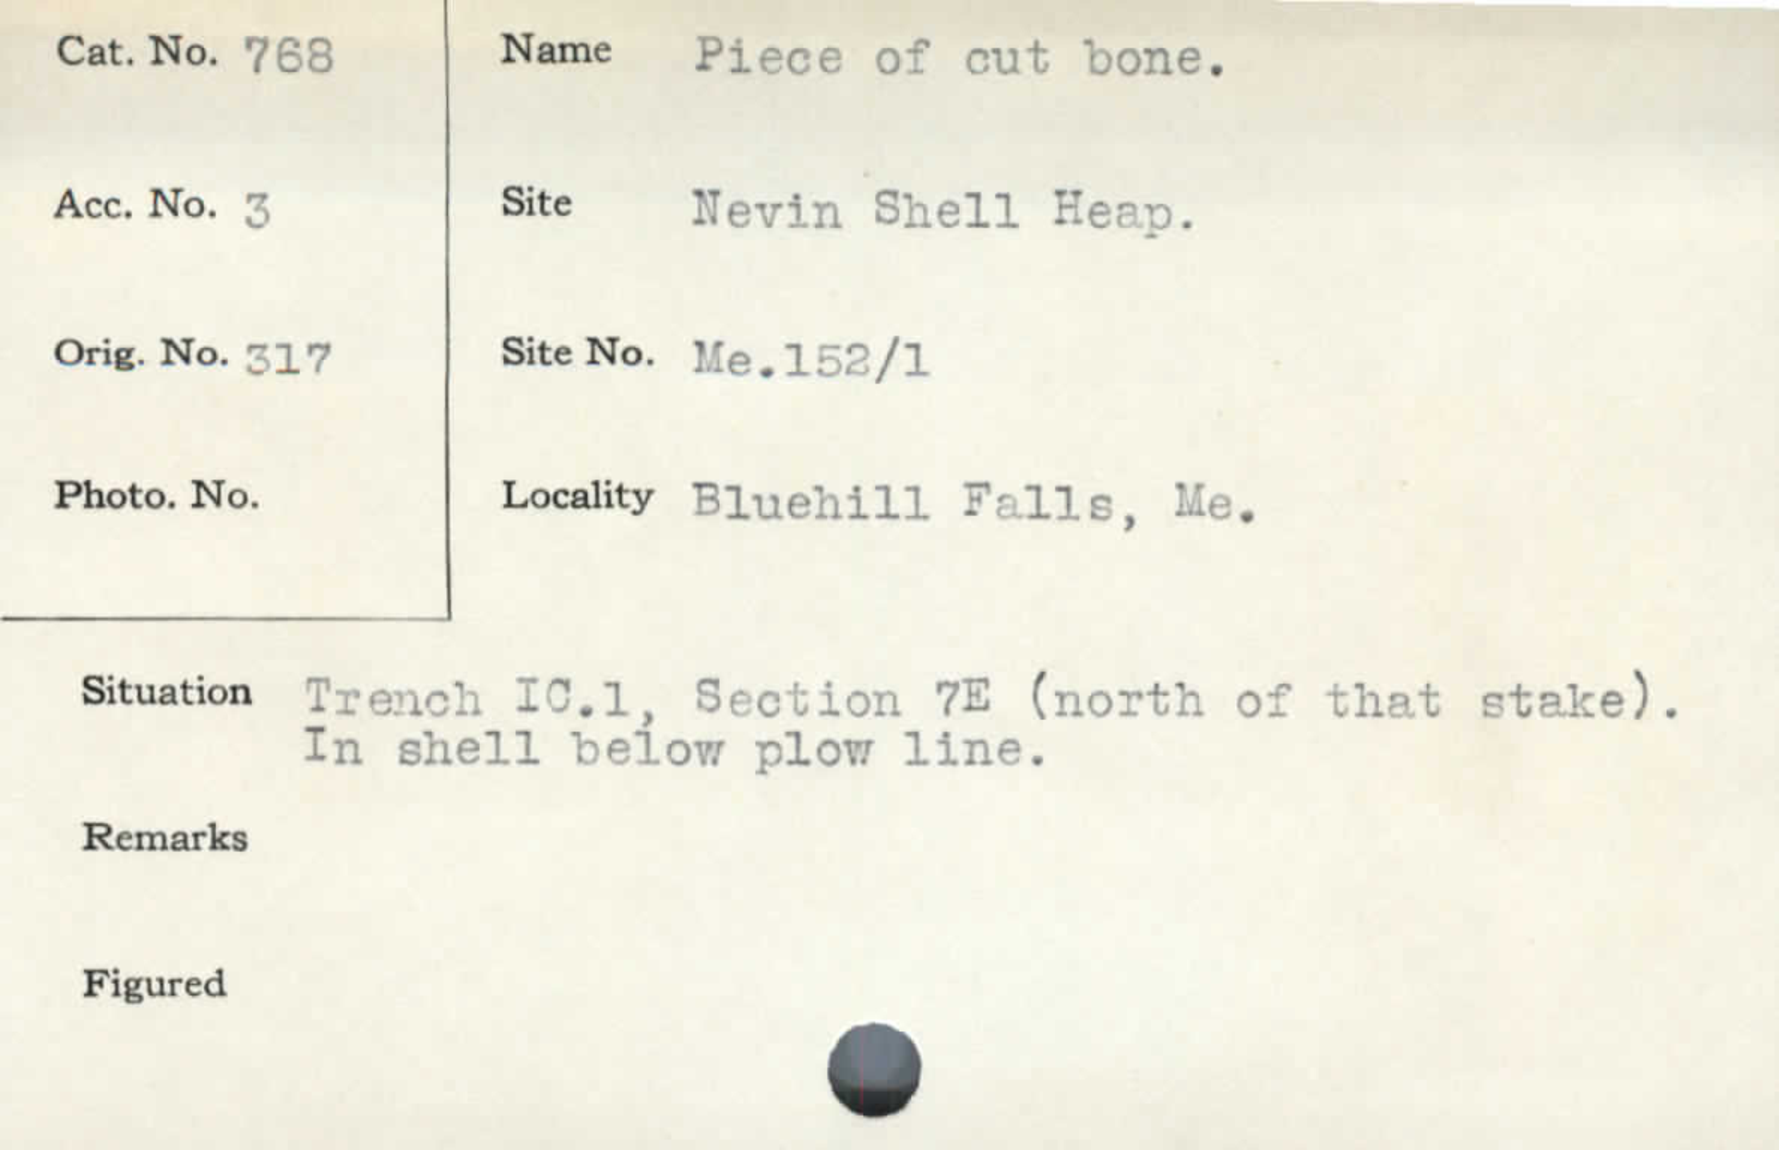 Cat. No. 768
Name Piece of cut bone.
Acc. No. 3
Site Nevin Shell Heap.
Orig. No. 317
Site No. Me.152/1
Photo. No.
Locality Bluehill Falls, Me.
Situation Trench IC.1, Section 7E (north of that stake).
In shell below plow line.
Remarks
Figured